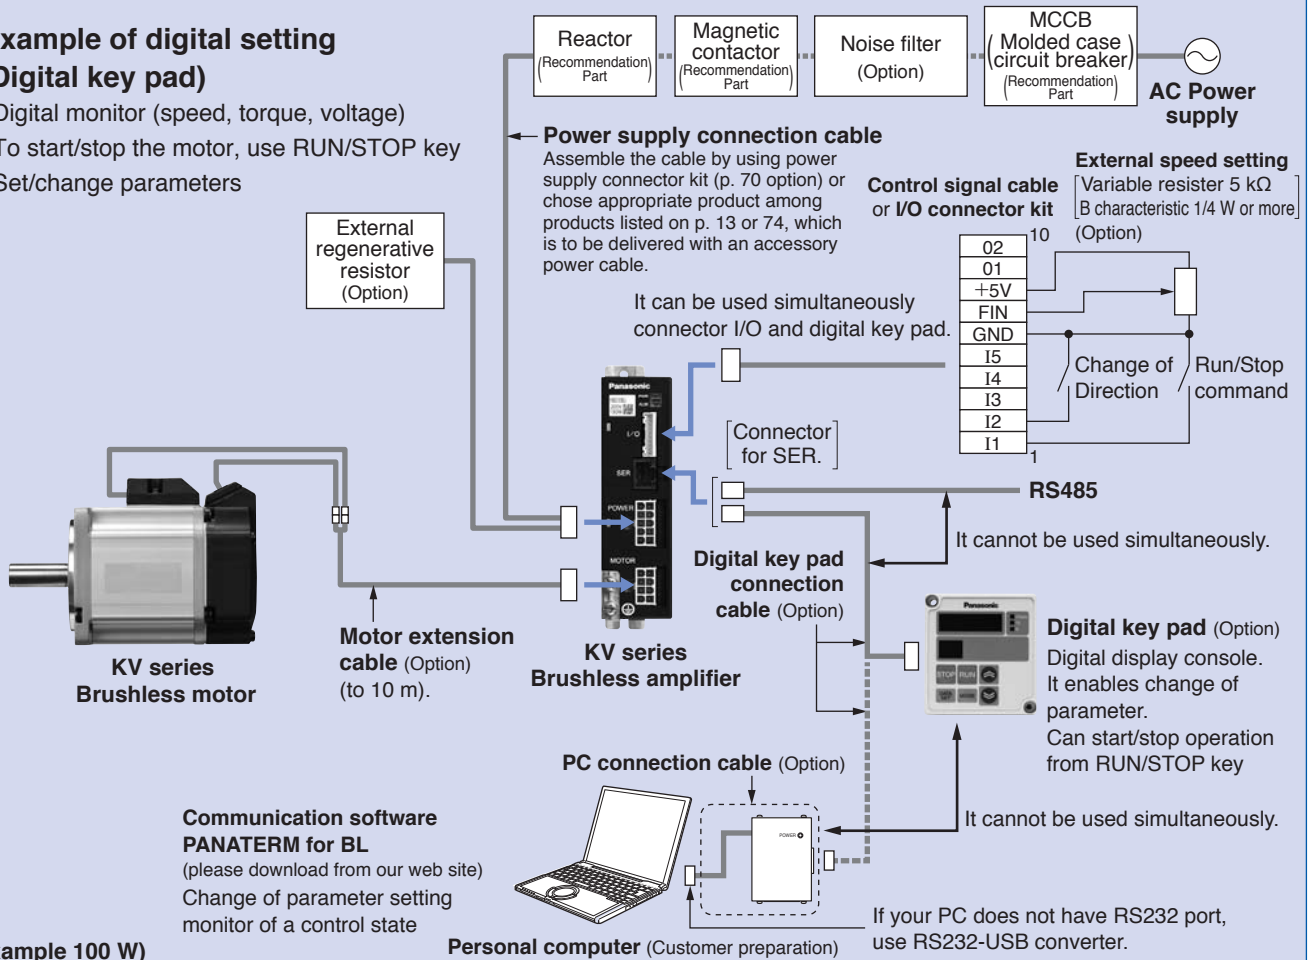 xample of digital setting
Digital key pad)
Digital monitor (speed, torque, voltage)
To start/stop the motor, use RUN/STOP key
Set/change parameters
Reactor
(Recommendation)
Part
Magnetic
contactor
(Recommendation)
Part
Noise filter
(Option)
MCCB
(Molded case
circuit breaker)
(Recommendation)
Part
AC Power
supply
Power supply connection cable
Assemble the cable by using power
supply connector kit (p. 70 option) or
chose appropriate product among
products listed on p. 13 or 74, which
is to be delivered with an accessory
power cable.
External
regenerative
resistor
(Option)
Control signal cable
or I/O connector kit
External speed setting
[Variable resister 5 kΩ
B characteristic 1/4 W or more]
(Option)
10
02
01
+5V
FIN
GND
I5
I4
I3
I2
I1
1
Change of
Direction
Run/Stop
command
It can be used simultaneously
connector I/O and digital key pad.
Panasonic
I/O
SER
POWER
MOTOR
[Connector
for SER.]
RS485
It cannot be used simultaneously.
Digital key pad
connection
cable (Option)
KV series
Brushless motor
Motor extension
cable (Option)
(to 10 m).
KV series
Brushless amplifier
Panasonic
STOP RUN
MODE
Digital key pad (Option)
Digital display console.
It enables change of
parameter.
Can start/stop operation
from RUN/STOP key
It cannot be used simultaneously.
PC connection cable (Option)
POWER
Communication software
PANATERM for BL
(please download from our web site)
Change of parameter setting
monitor of a control state
Personal computer (Customer preparation)
If your PC does not have RS232 port,
use RS232-USB converter.
ample 100 W)